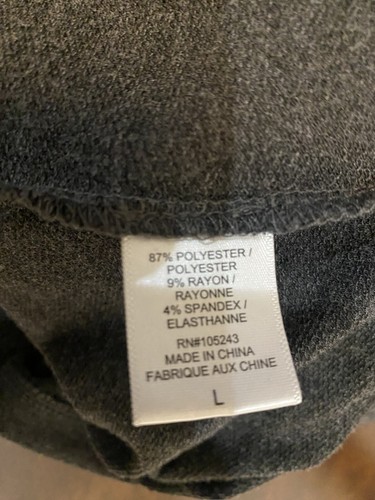 87% POLYESTER /
POLYESTER
9% RAYON /
RAYONNE
4% SPANDEX /
ELASTHANNE
RN#105243
MADE IN CHINA
FABRIQUE AUX CHINE
L